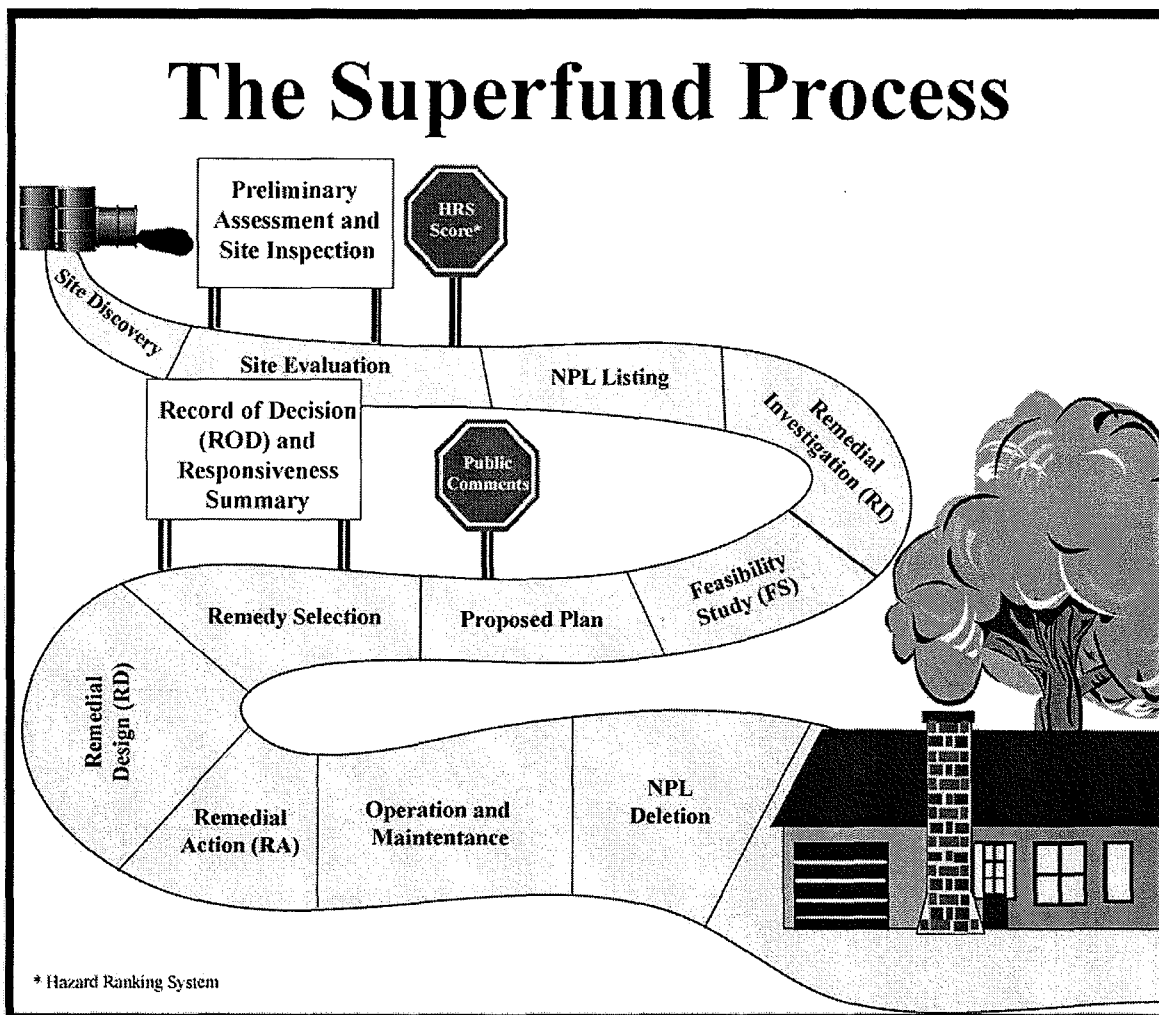 The Superfund Process
Preliminary
Assessment and
Site Inspection
HRS
Score*
Site Discovery
Site Evaluation
NPL Listing
Remedial
Investigation (RI)
Record of Decision
(ROD) and
Responsiveness
Summary
Public
Comments
Feasibility
Study (FS)
Proposed Plan
Remedy Selection
Remedial
Design (RD)
Remedial
Action (RA)
Operation and
Maintentance
NPL
Deletion
* Hazard Ranking System